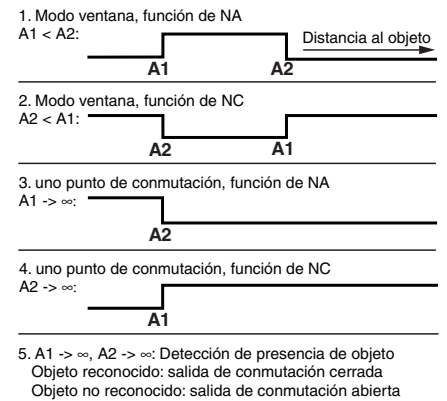 1. Modo ventana, función de NA
A1 < A2:
Distancia al objeto
A1 A2
2. Modo ventana, función de NC
A2 < A1:
A2 A1
3. uno punto de conmutación, función de NA
A1 -> ∞:
A2
4. uno punto de conmutación, función de NC
A2 -> ∞:
A1
5. A1 -> ∞, A2 -> ∞: Detección de presencia de objeto
Objeto reconocido: salida de conmutación cerrada
Objeto no reconocido: salida de conmutación abierta